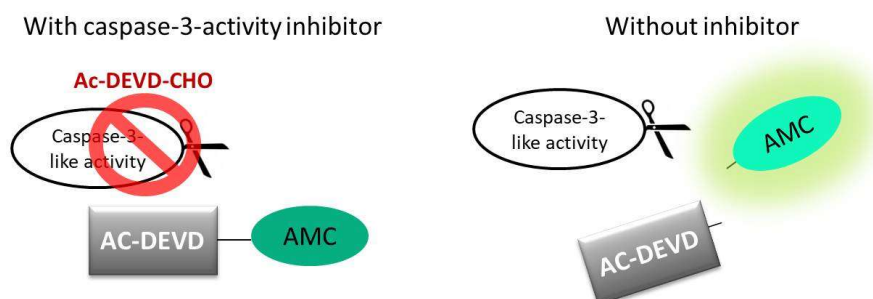 With caspase-3-activity inhibitor
Without inhibitor
Ac-DEVD-CHO
Caspase-3-
like activity
AC-DEVD
AMC
Caspase-3-
like activity
AMC
AC-DEVD